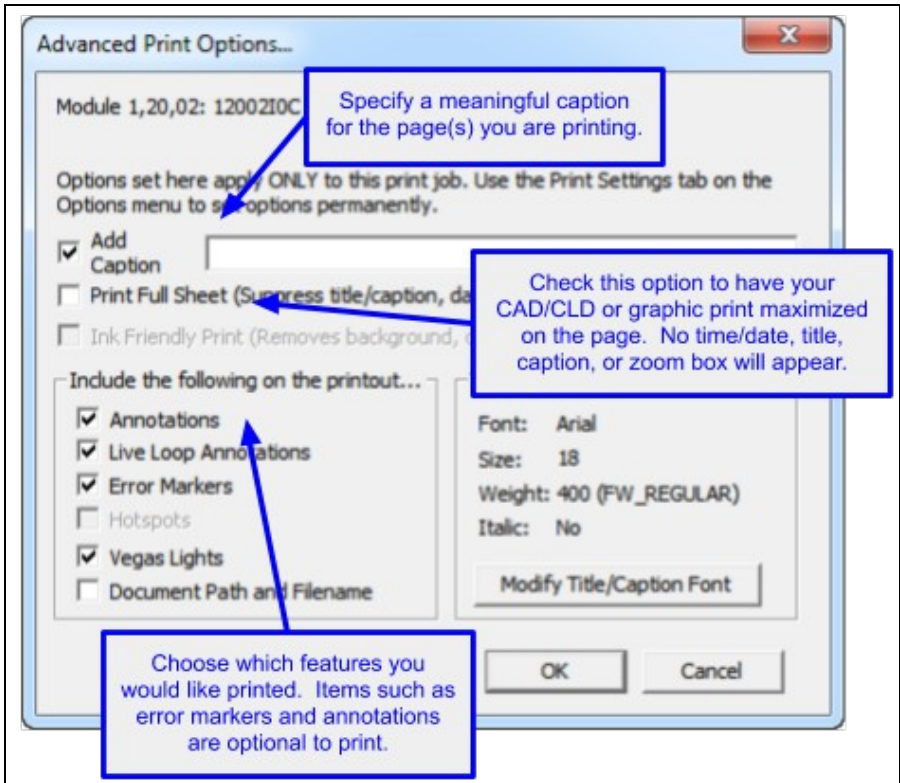 Advanced Print Options...
Module 1,20,02: 12002I0C
Specify a meaningful caption
for the page(s) you are printing.
Options set here apply ONLY to this print job. Use the Print Settings tab on the
Options menu to set options permanently.
Add
Caption
Print Full Sheet (Suppress title/caption, da
Check this option to have your
CAD/CLD or graphic print maximized
on the page. No time/date, title,
caption, or zoom box will appear.
Ink Friendly Print (Removes background,
Include the following on the printout...
Annotations
Live Loop Annotations
Error Markers
Hotspots
Vegas Lights
Document Path and Filename
Font: Arial
Size: 18
Weight: 400 (FW_REGULAR)
Italic: No
Modify Title/Caption Font
Choose which features you
would like printed. Items such as
error markers and annotations
are optional to print.
OK
Cancel